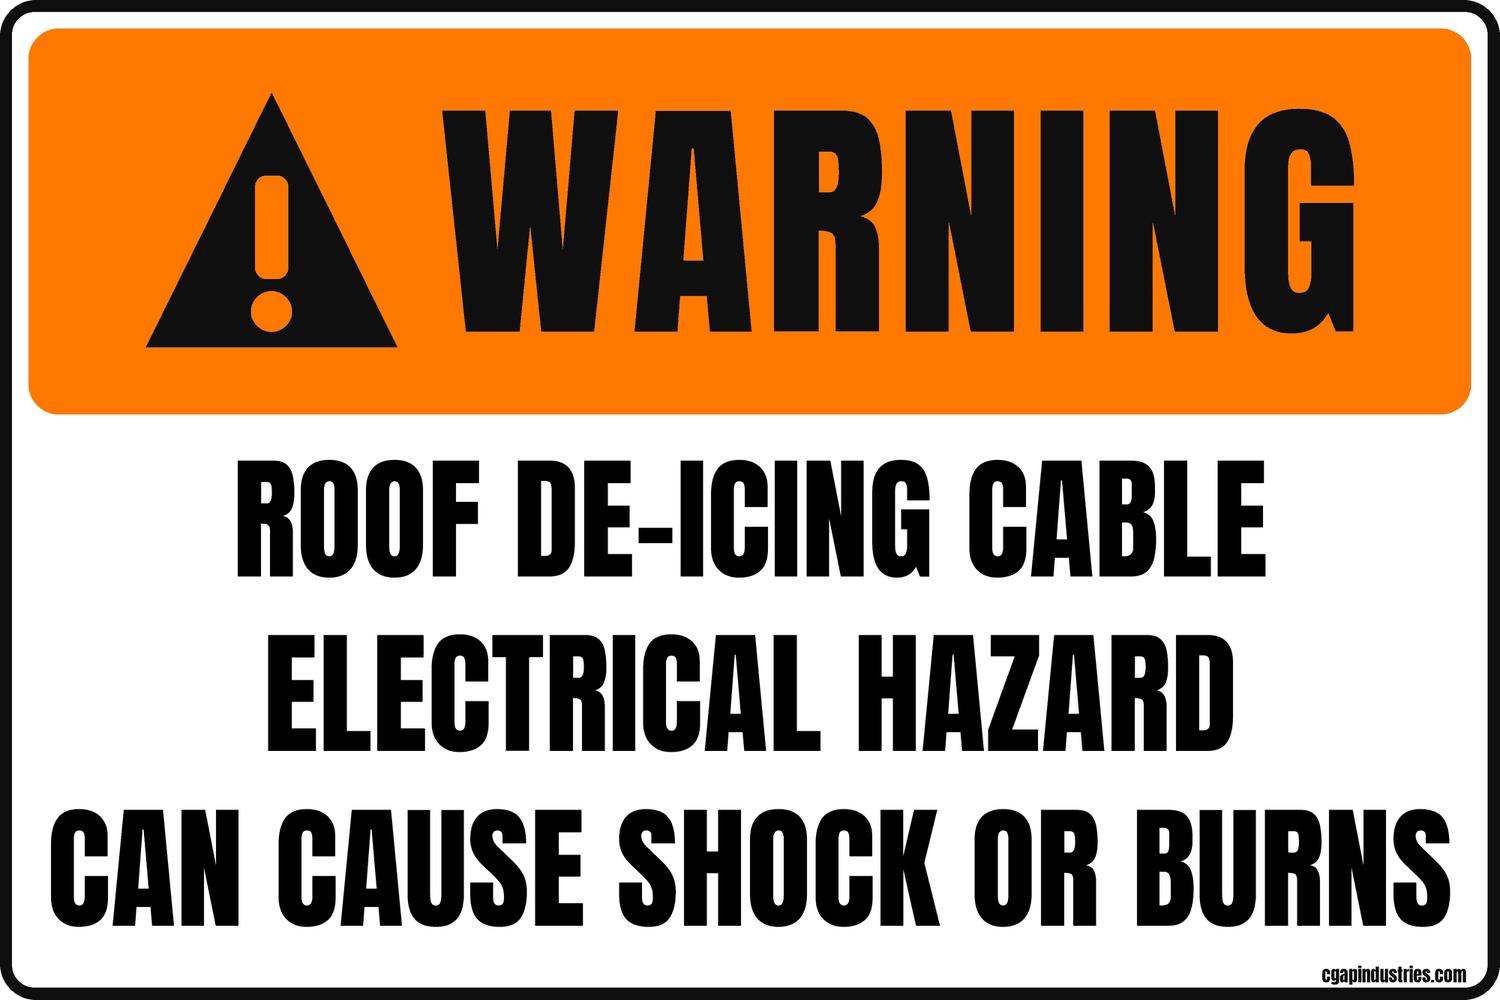 WARNING
ROOF DE-ICING CABLE
ELECTRICAL HAZARD
CAN CAUSE SHOCK OR BURNS
cgapindustries.com